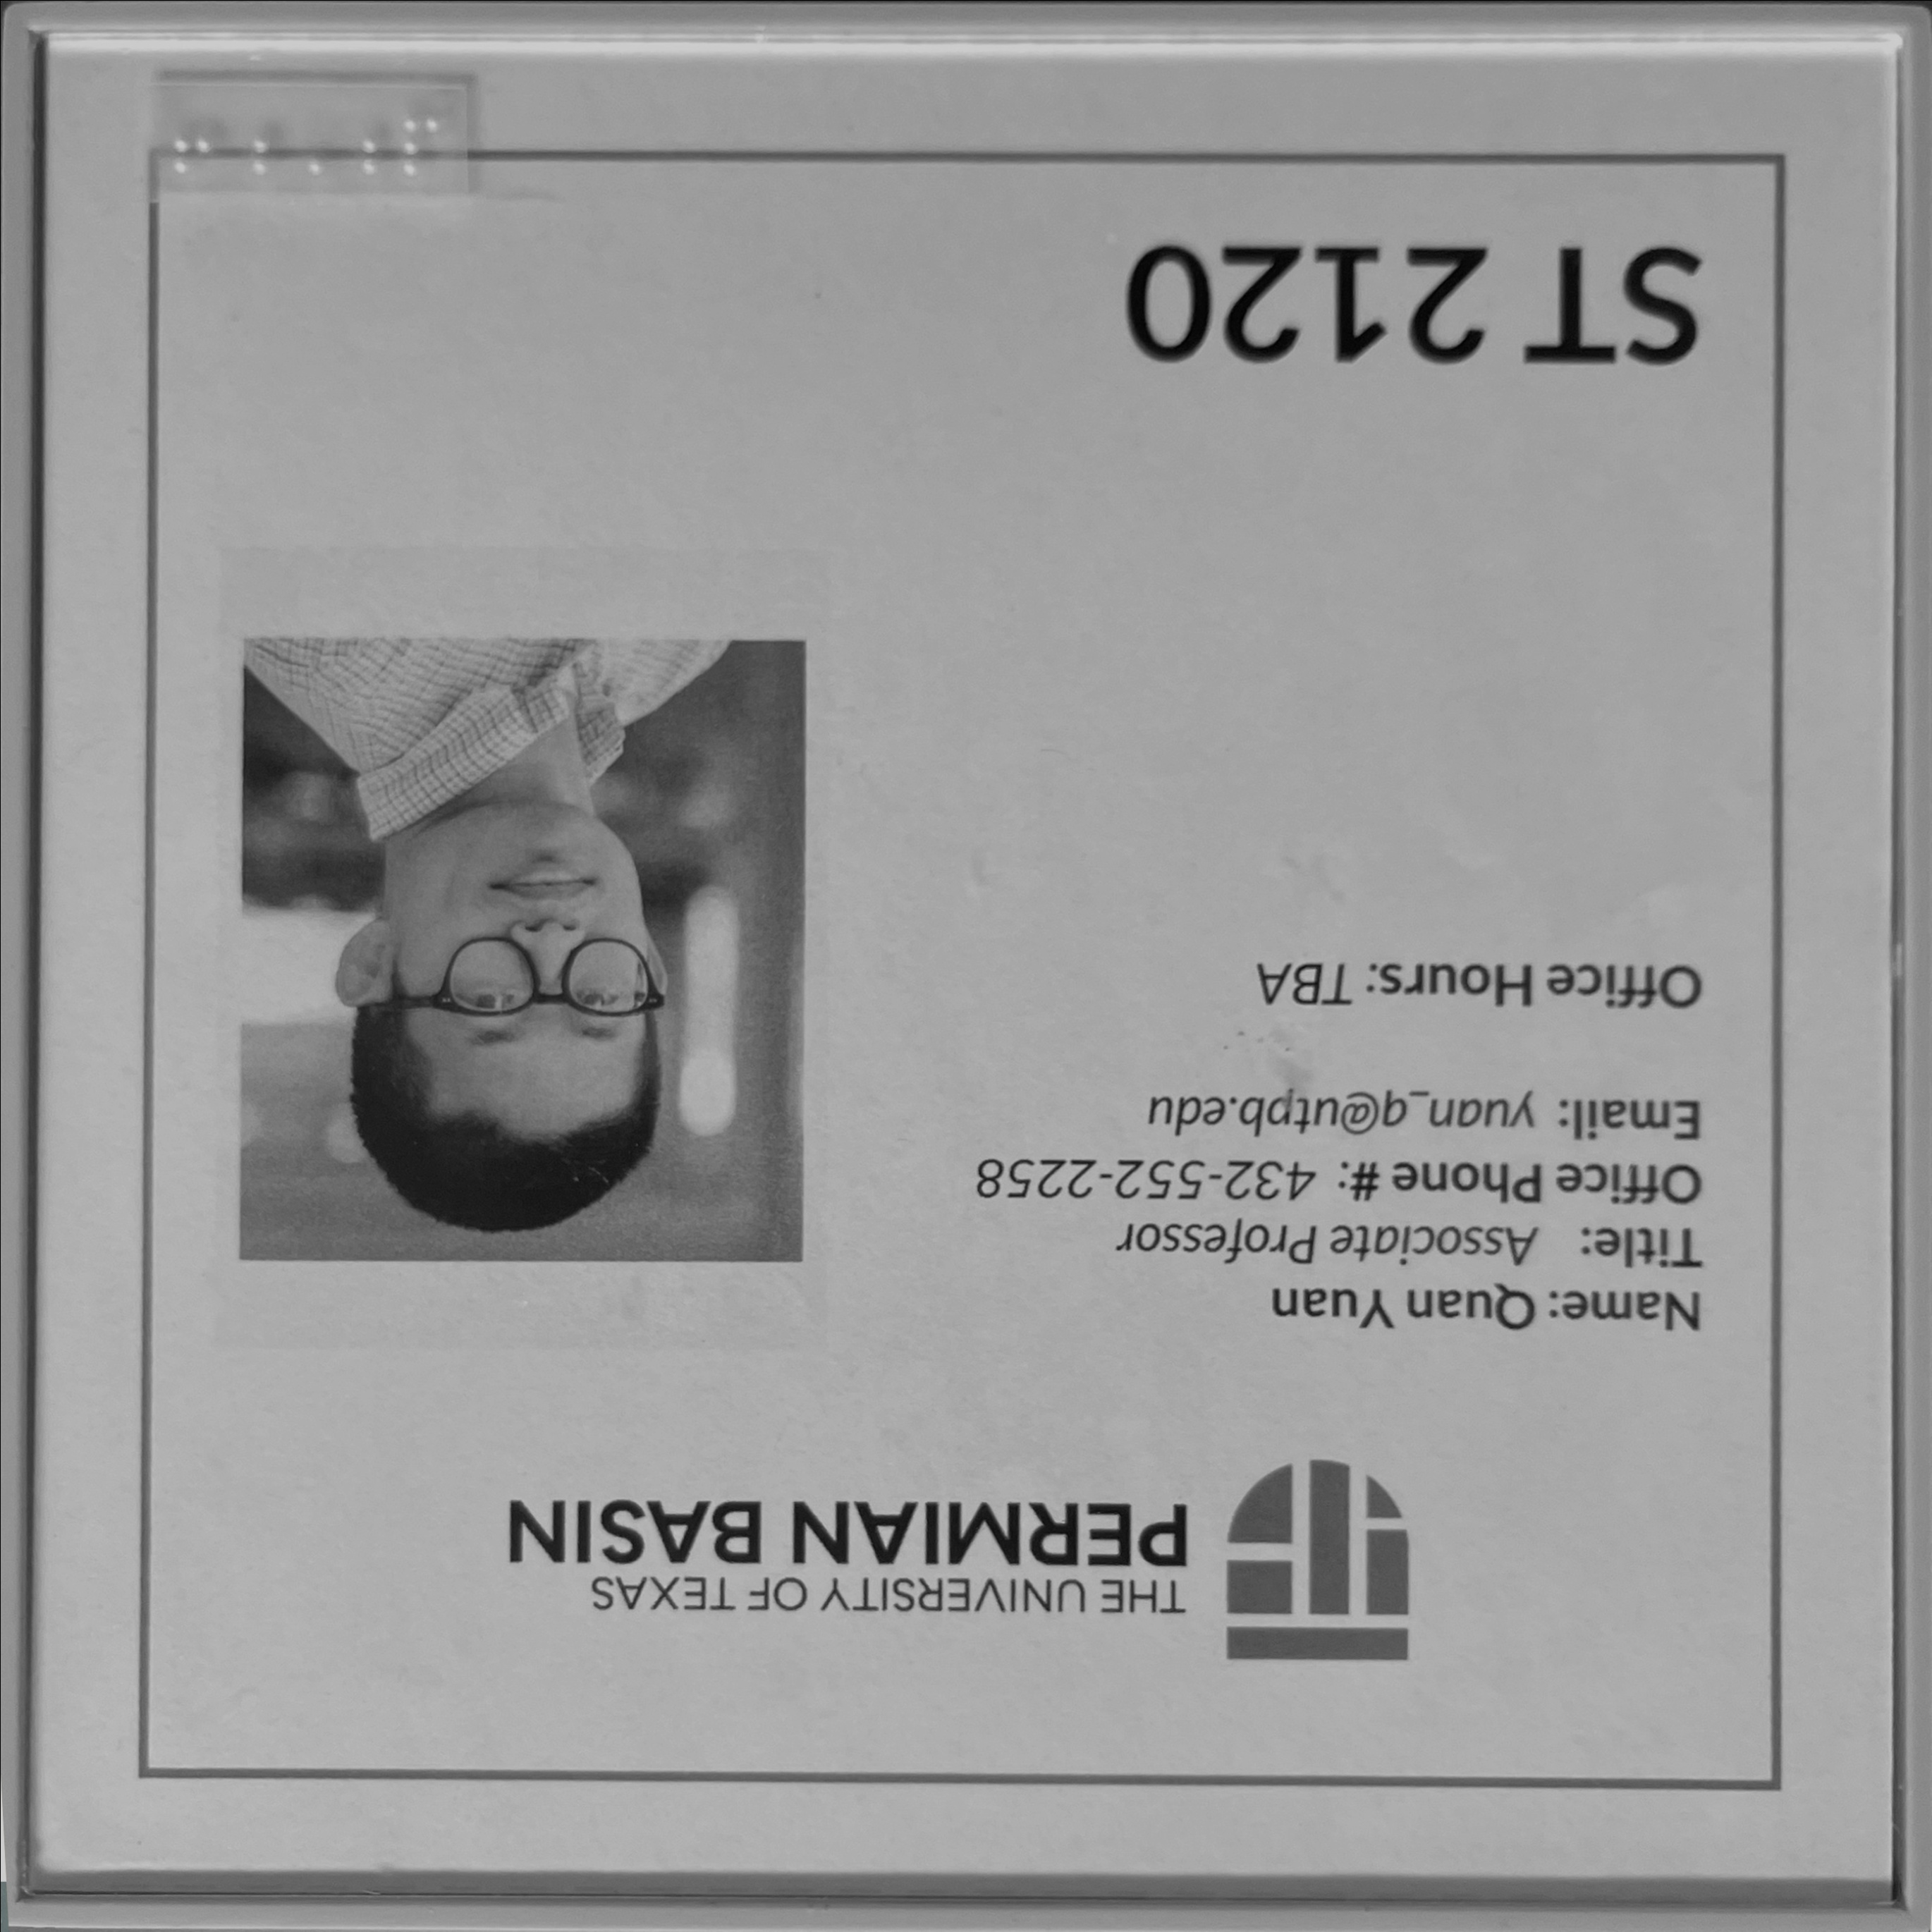 THE UNIVERSITY OF TEXAS
PERMIAN BASIN
Name: Quan Yuan
Title: Associate Professor
Office Phone #: 432-552-2258
Email: yuan_q@utpb.edu
Office Hours: TBA
ST 2120
⠼⠃⠁⠃⠚